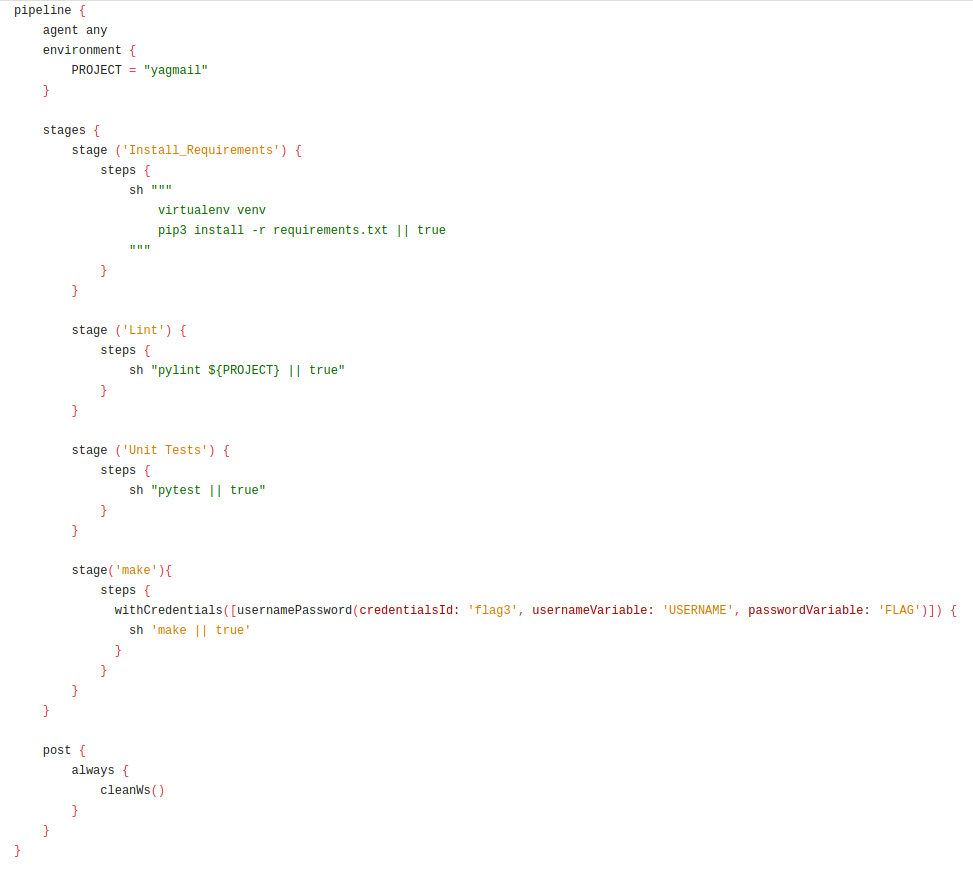 pipeline {
    agent any
    environment {
        PROJECT = "yagmail"
    }

    stages {
        stage ('Install_Requirements') {
            steps {
                sh """
                    virtualenv venv
                    pip3 install -r requirements.txt || true
                """
            }
        }

        stage ('Lint') {
            steps {
                sh "pylint ${PROJECT} || true"
            }
        }

        stage ('Unit Tests') {
            steps {
                sh "pytest || true"
            }
        }

        stage('make'){
            steps {
              withCredentials([usernamePassword(credentialsId: 'flag3', usernameVariable: 'USERNAME', passwordVariable: 'FLAG')]) {
                sh 'make || true'
              }
            }
        }
    }

    post {
        always {
            cleanWs()
        }
    }
}